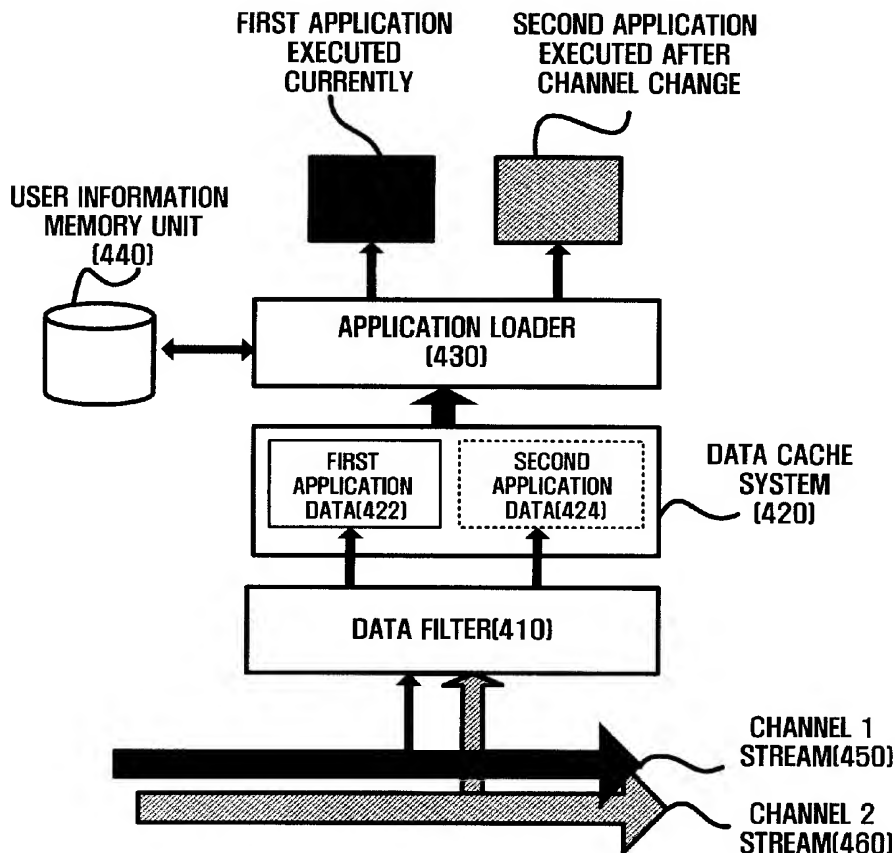 FIRST APPLICATION
EXECUTED
CURRENTLY
SECOND APPLICATION
EXECUTED AFTER
CHANNEL CHANGE
USER INFORMATION
MEMORY UNIT
(440)
APPLICATION LOADER
(430)
FIRST
APPLICATION
DATA(422)
SECOND
APPLICATION
DATA(424)
DATA CACHE
SYSTEM
(420)
DATA FILTER(410)
CHANNEL 1
STREAM(450)
CHANNEL 2
STREAM(460)